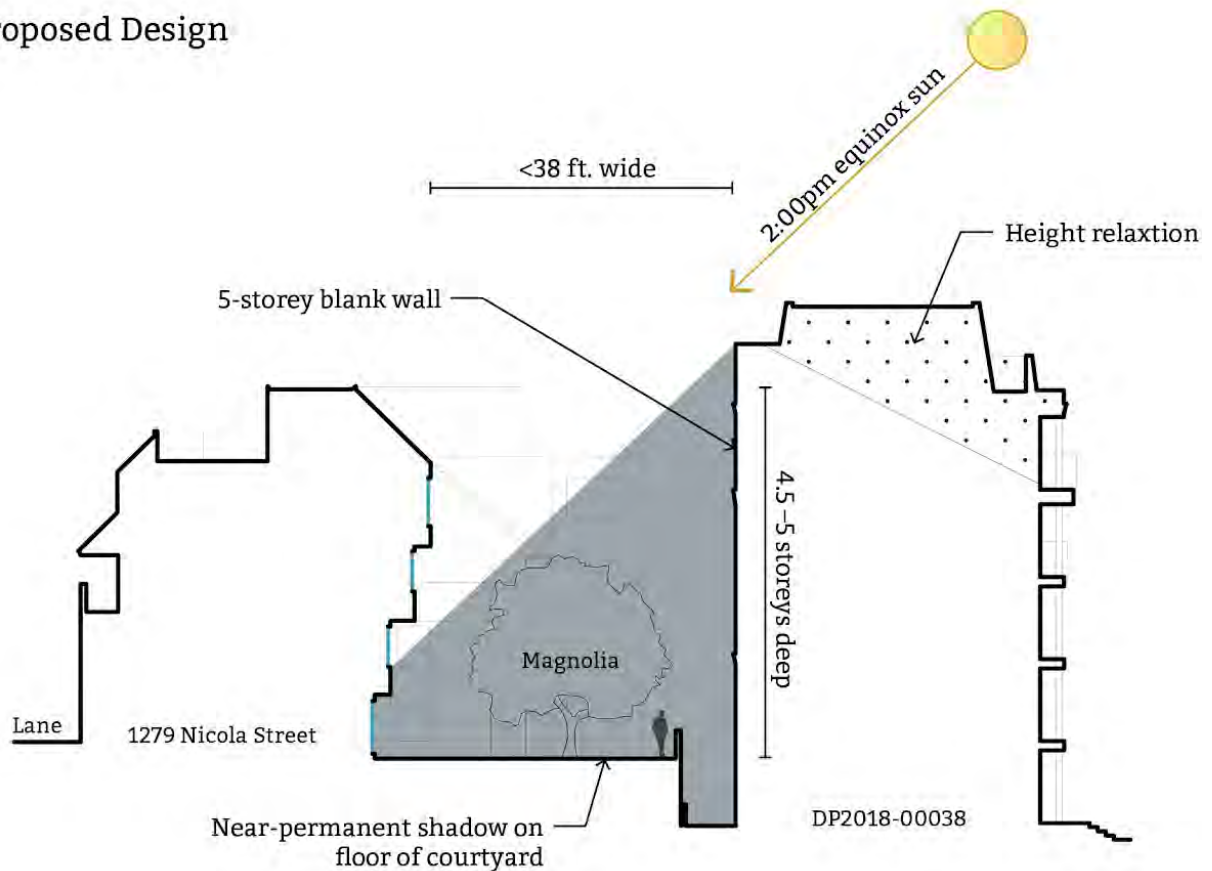 roposed Design
2:00pm equinox sun
<38 ft. wide
Height relaxtion
5-storey blank wall
4.5–5 storeys deep
Magnolia
Lane
1279 Nicola Street
DP2018-00038
Near-permanent shadow on
floor of courtyard